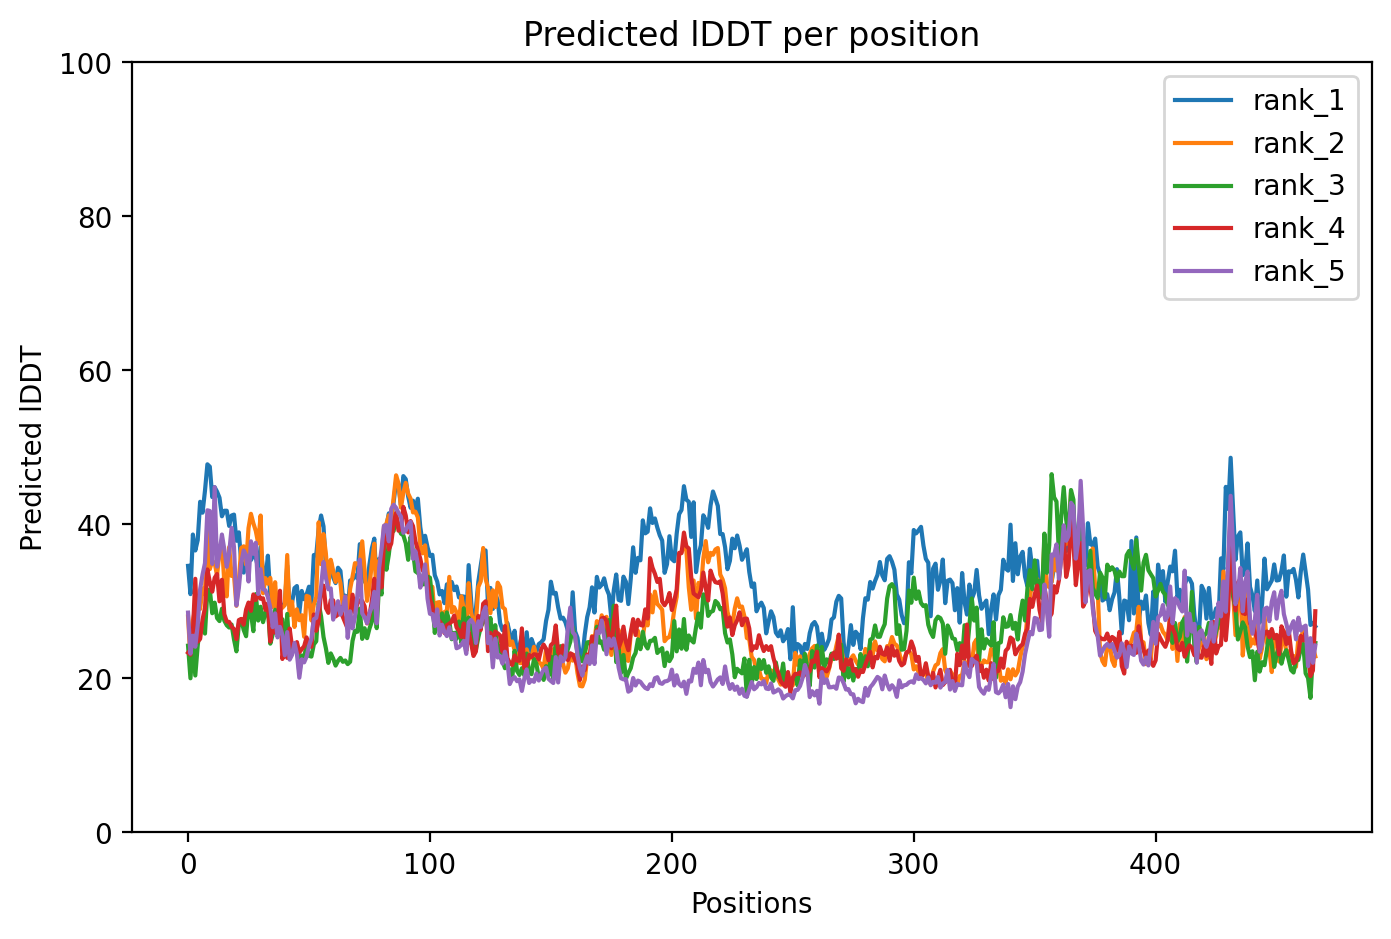 Predicted lDDT per position
100
80
60
40
20
0
Predicted lDDT
rank_1
rank_2
rank_3
rank_4
rank_5
0 100 200 300 400
Positions